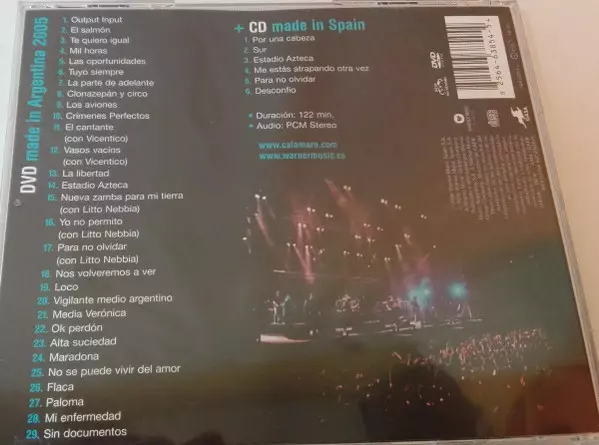 DVD made in Argentina 2005
1. Output Input
2. El salmón
3. Te quiero igual
4. Mil horas
5. Las oportunidades
6. Tuyo siempre
7. La parte de adelante
8. Clonazepán y circo
9. Los aviones
10. Crímenes Perfectos
11. El cantante
(con Vicentico)
12. Vasos vacíos
(con Vicentico)
13. La libertad
14. Estadio Azteca
15. Nueva zamba para mi tierra
(con Litto Nebbia)
16. Yo no permito
(con Litto Nebbia)
17. Para no olvidar
(con Litto Nebbia)
18. Nos volveremos a ver
19. Loco
20. Vigilante medio argentino
21. Media Verónica
22. Ok perdón
23. Alta suciedad
24. Maradona
25. No se puede vivir del amor
26. Flaca
27. Paloma
28. Mi enfermedad
29. Sin documentos
+ CD made in Spain
1. Por una cabeza
2. Sur
3. Estadio Azteca
4. Me estás atrapando otra vez
5. Para no olvidar
6. Desconfío
• Duración: 122 min.
• Audio: PCM Stereo
www.calamaro.com
www.warnermusic.es
8 25646 38545 4
DVD